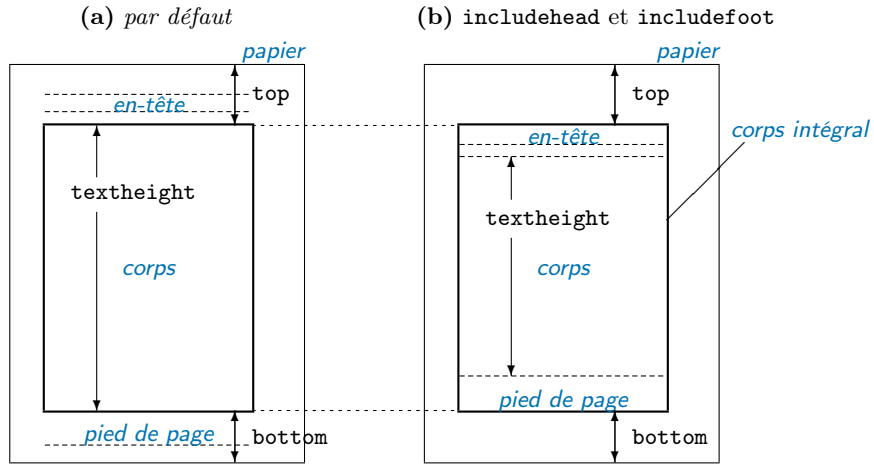 (a) par défaut
papier
top
en-tête
textheight
corps
pied de page
bottom
(b) includehead et includefoot
papier
top
en-tête
corps intégral
textheight
corps
pied de page
bottom